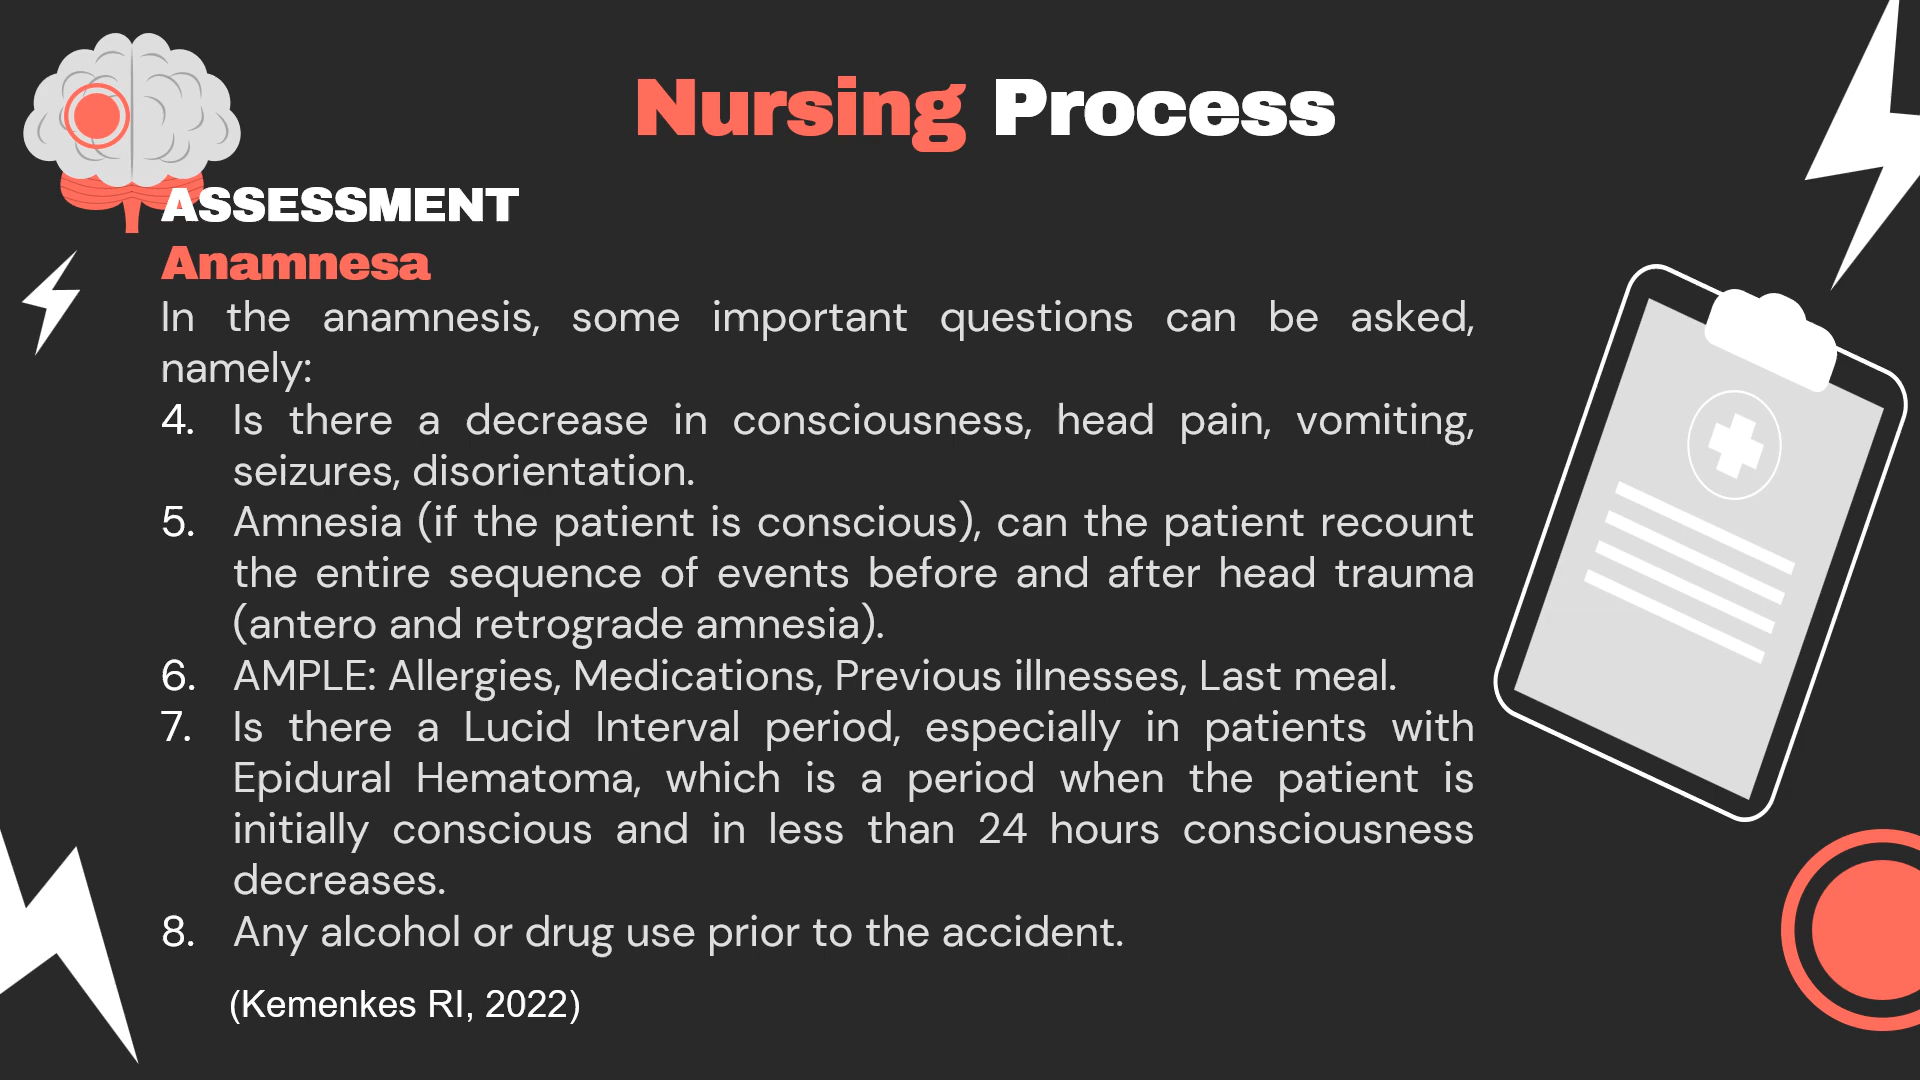 Nursing Process
ASSESSMENT
Anamnesa
In the anamnesis, some important questions can be asked,
namely:
4. Is there a decrease in consciousness, head pain, vomiting,
seizures, disorientation.
5. Amnesia (if the patient is conscious), can the patient recount
the entire sequence of events before and after head trauma
(antero and retrograde amnesia).
6. AMPLE: Allergies, Medications, Previous illnesses, Last meal.
7. Is there a Lucid Interval period, especially in patients with
Epidural Hematoma, which is a period when the patient is
initially conscious and in less than 24 hours consciousness
decreases.
8. Any alcohol or drug use prior to the accident.
(Kemenkes RI, 2022)